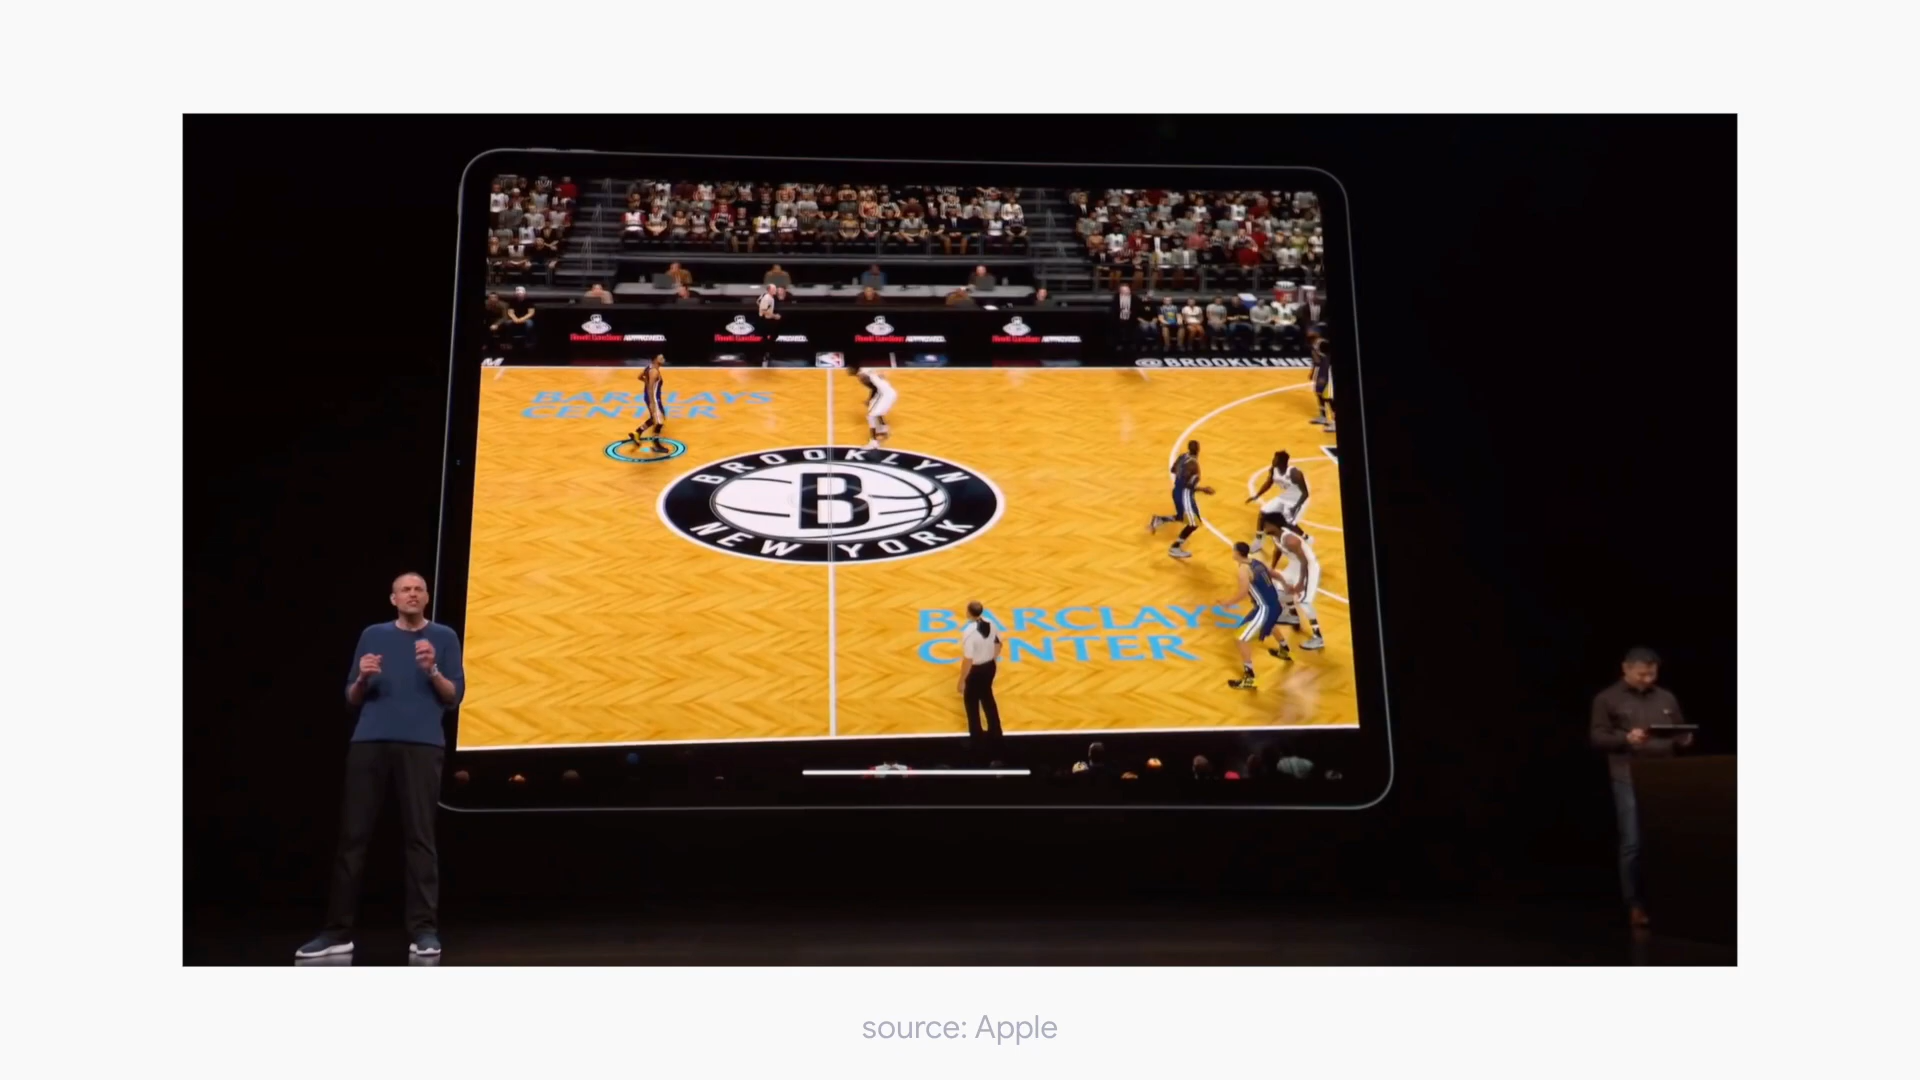 M
@BROOKLYNNE
BARCLAYS
CENTER
BROOKLYN
B
NEW YORK
BARCLAYS
CENTER
source: Apple